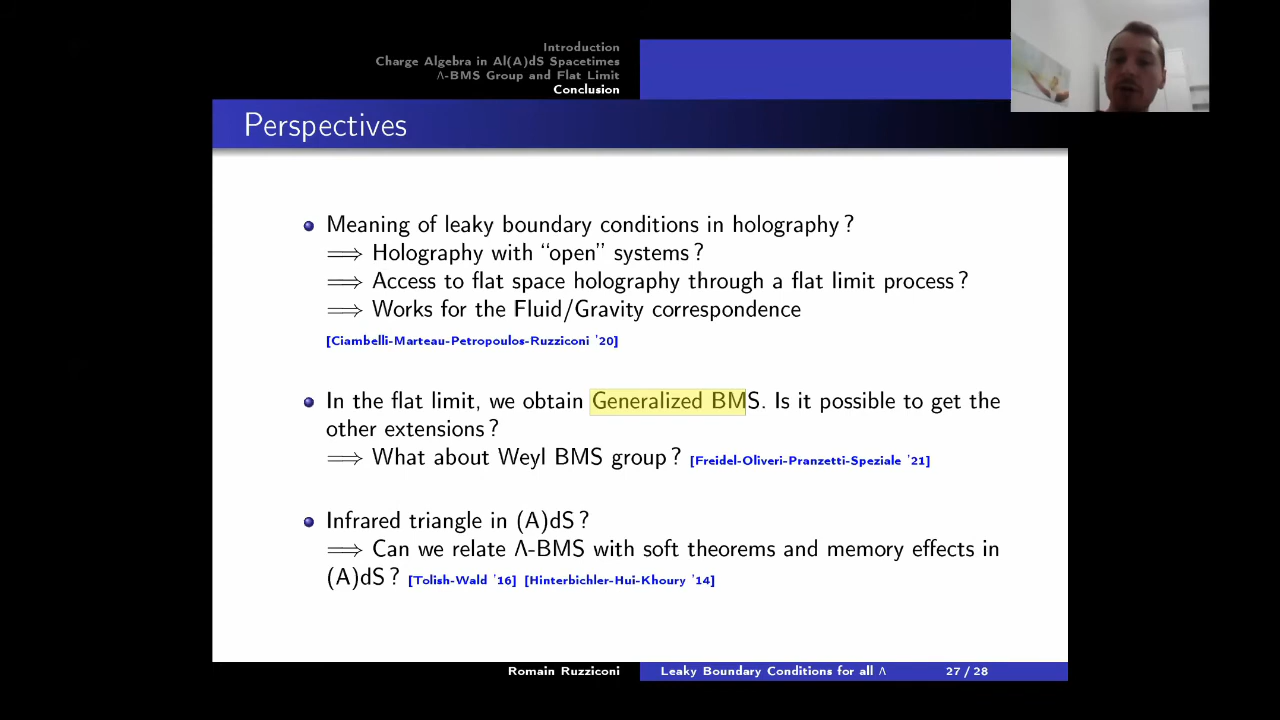 Introduction
Charge Algebra in Al(A)dS Spacetimes
Λ-BMS Group and Flat Limit
Conclusion
Perspectives
Meaning of leaky boundary conditions in holography ?
⟹ Holography with “open” systems ?
⟹ Access to flat space holography through a flat limit process ?
⟹ Works for the Fluid/Gravity correspondence
[Ciambelli-Marteau-Petropoulos-Ruzziconi ’20]
In the flat limit, we obtain Generalized BMS. Is it possible to get the
other extensions ?
⟹ What about Weyl BMS group ? [Freidel-Oliveri-Pranzetti-Speziale ’21]
Infrared triangle in (A)dS ?
⟹ Can we relate Λ-BMS with soft theorems and memory effects in
(A)dS ? [Tolish-Wald ’16] [Hinterbichler-Hui-Khoury ’14]
Romain Ruzziconi Leaky Boundary Conditions for all Λ 27 / 28